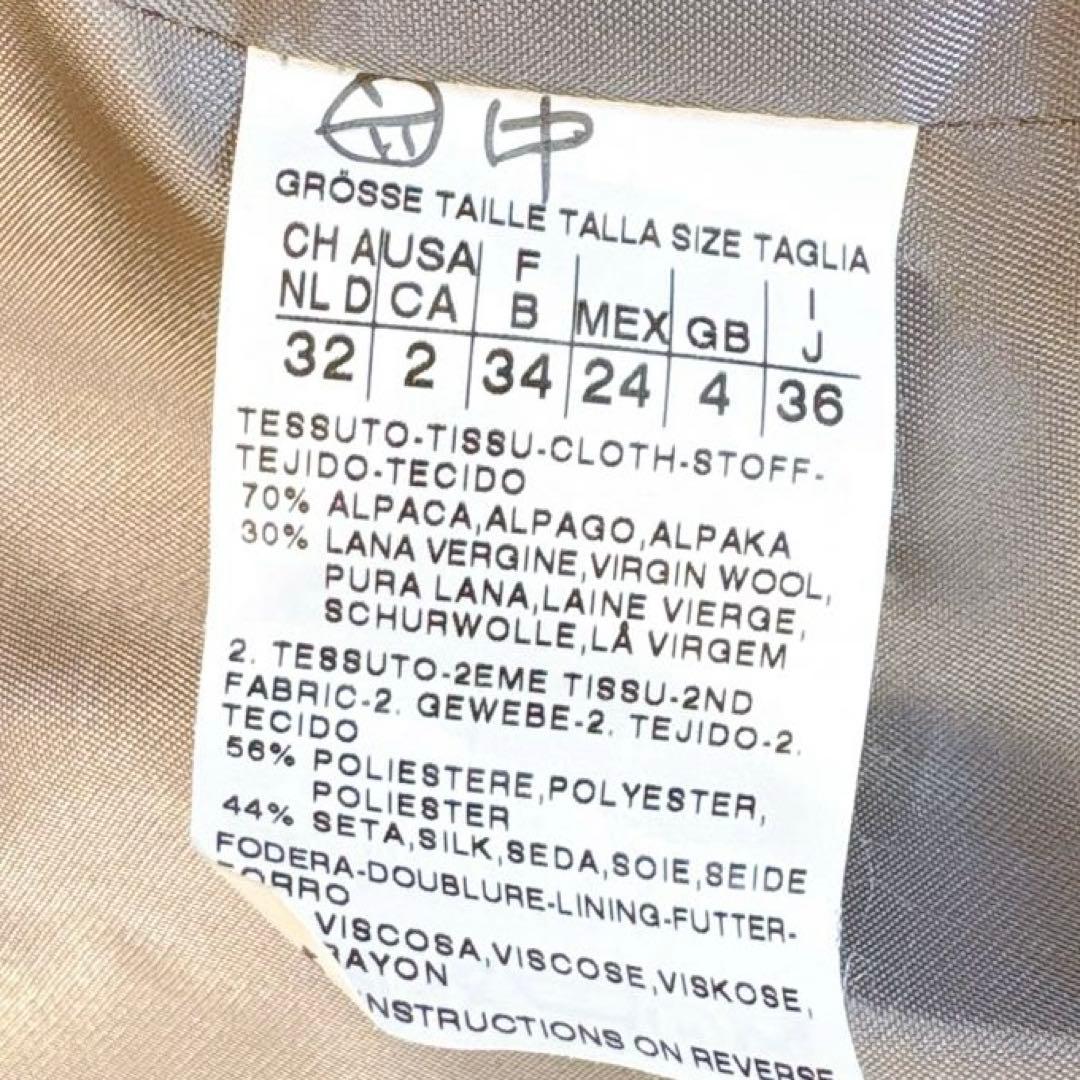 中
GRÖSSE TAILLE TALLA SIZE TAGLIA
CH A USA F MEX GB I
NL D CA B J
32 2 34 24 4 36
TESSUTO-TISSU-CLOTH-STOFF-
TEJIDO-TECIDO
70% ALPACA,ALPAGO,ALPAKA
30% LANA VERGINE,VIRGIN WOOL,
PURA LANA,LAINE VIERGE,
SCHURWOLLE,LÅ VIRGEM
2. TESSUTO-2EME TISSU-2ND
FABRIC-2. GEWEBE-2. TEJIDO-2.
TECIDO
56% POLIESTERE,POLYESTER,
POLIESTER
44% SETA,SILK,SEDA,SOIE,SEIDE
FODERA-DOUBLURE-LINING-FUTTER-
FORRO
VISCOSA,VISCOSE,VISKOSE,
RAYON
INSTRUCTIONS ON REVERSE